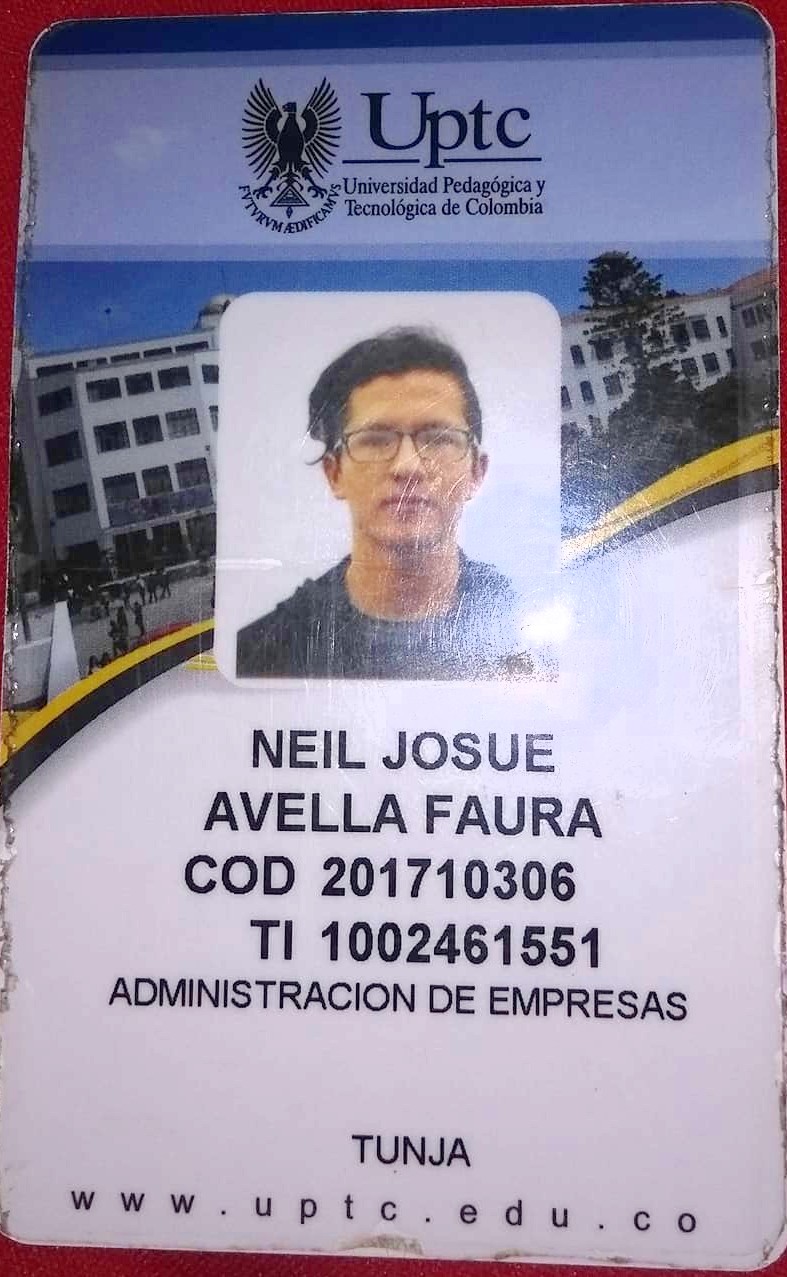 Uptc
Universidad Pedagógica y
Tecnológica de Colombia
FVTVRVM ÆDIFICAMVS
NEIL JOSUE
AVELLA FAURA
COD 201710306
TI 1002461551
ADMINISTRACION DE EMPRESAS
TUNJA
www.uptc.edu.co